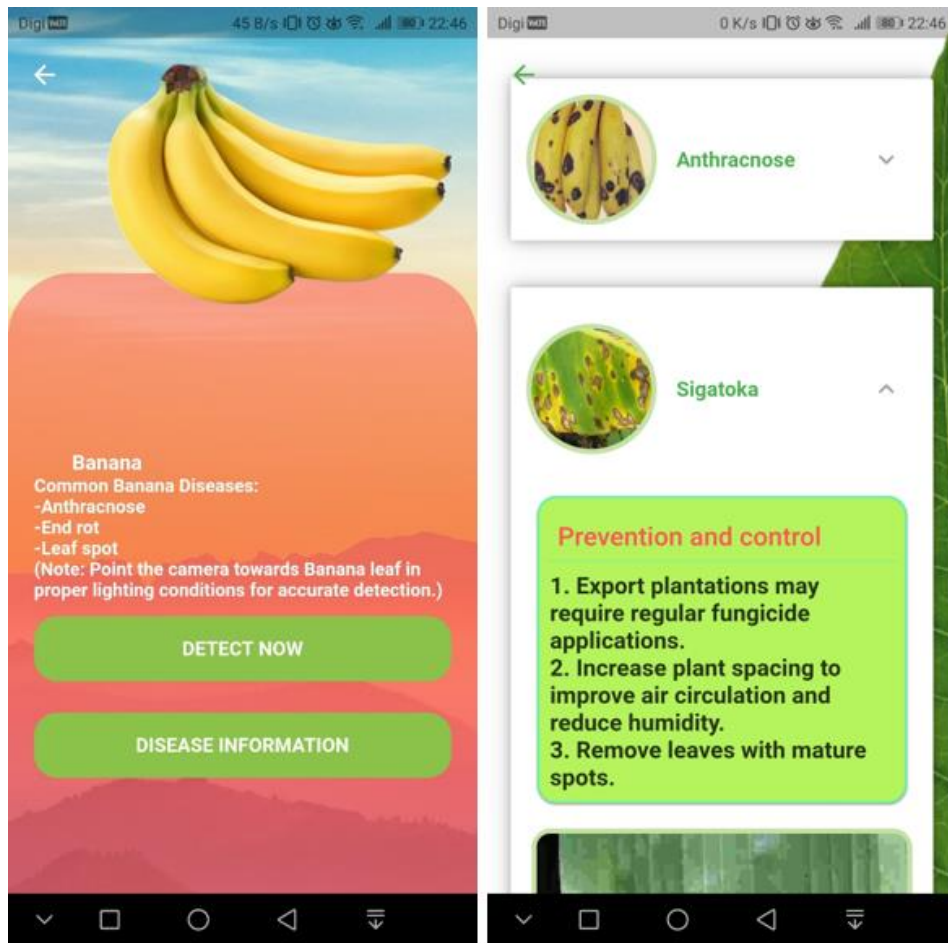 Digi
45 B/s
80
22:46
Banana
Common Banana Diseases:
-Anthracnose
-End rot
-Leaf spot
(Note: Point the camera towards Banana leaf in
proper lighting conditions for accurate detection.)
DETECT NOW
DISEASE INFORMATION
Digi
0 K/s
80
22:46
Anthracnose
Sigatoka
Prevention and control
1. Export plantations may
require regular fungicide
applications.
2. Increase plant spacing to
improve air circulation and
reduce humidity.
3. Remove leaves with mature
spots.